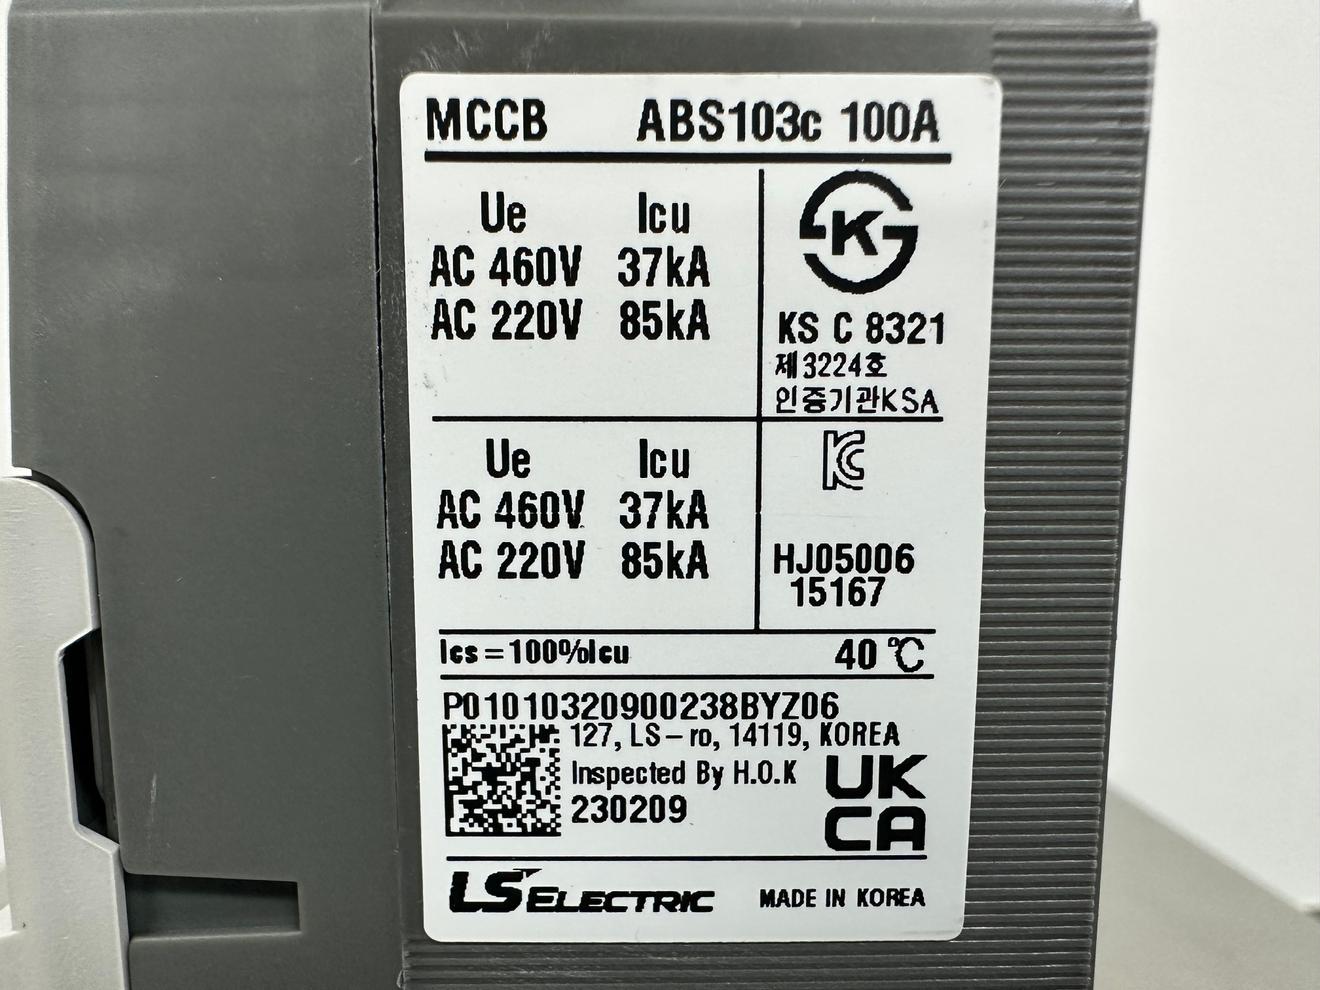 MCCB ABS103c 100A
Ue Icu
AC 460V 37kA
AC 220V 85kA
K
KS C 8321
제3224호
인증기관KSA
Ue Icu
AC 460V 37kA
AC 220V 85kA
KC
HJ05006
15167
Ics=100%Icu 40℃
P01010320900238BYZ06
127, LS-ro, 14119, KOREA
Inspected By H.O.K
230209
UK
CA
LS ELECTRIC MADE IN KOREA